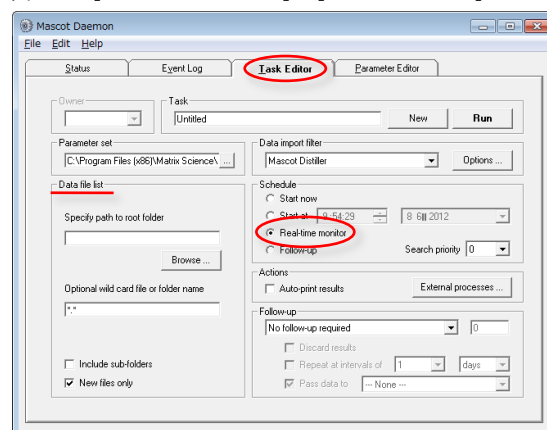 Mascot Daemon
File Edit Help
Status Event Log Task Editor Parameter Editor
Owner Task
Untitled New Run
Parameter set Data import filter
C:\Program Files (x86)\Matrix Science\ ... Mascot Distiller Options ...
Data file list Schedule
Start now
Specify path to root folder Start at 9:54:29 2012
Real-time monitor
Follow-up Search priority 0
Browse ...
Actions
Optional wild card file or folder name Auto-print results External processes ...
*.* Follow-up
No follow-up required 0
Discard results
Include sub-folders Repeat at intervals of 1 days
New files only Pass data to --- None ---